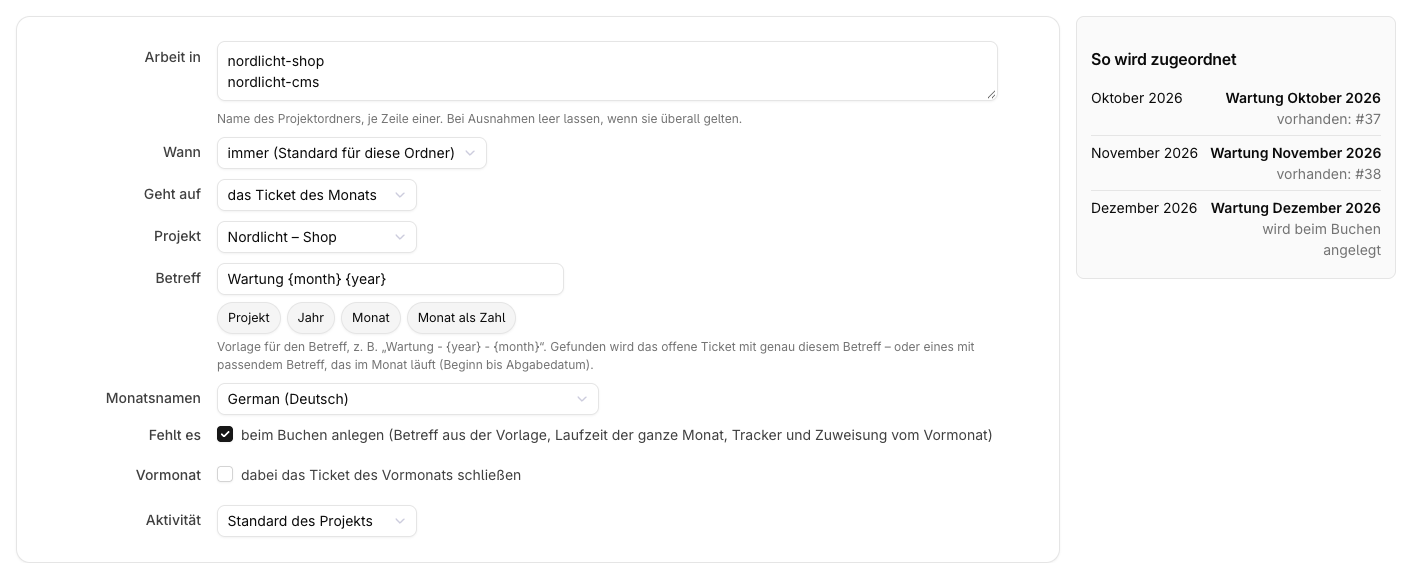 Arbeit in
nordlicht-shop
nordlicht-cms
Name des Projektordners, je Zeile einer. Bei Ausnahmen leer lassen, wenn sie überall gelten.
Wann
immer (Standard für diese Ordner)
Geht auf
das Ticket des Monats
Projekt
Nordlicht – Shop
Betreff
Wartung {month} {year}
Projekt
Jahr
Monat
Monat als Zahl
Vorlage für den Betreff, z. B. „Wartung - {year} - {month}“. Gefunden wird das offene Ticket mit genau diesem Betreff – oder eines mit
passendem Betreff, das im Monat läuft (Beginn bis Abgabedatum).
Monatsnamen
German (Deutsch)
Fehlt es
beim Buchen anlegen (Betreff aus der Vorlage, Laufzeit der ganze Monat, Tracker und Zuweisung vom Vormonat)
Vormonat
dabei das Ticket des Vormonats schließen
Aktivität
Standard des Projekts
So wird zugeordnet
Oktober 2026
Wartung Oktober 2026
vorhanden: #37
November 2026
Wartung November 2026
vorhanden: #38
Dezember 2026
Wartung Dezember 2026
wird beim Buchen
angelegt